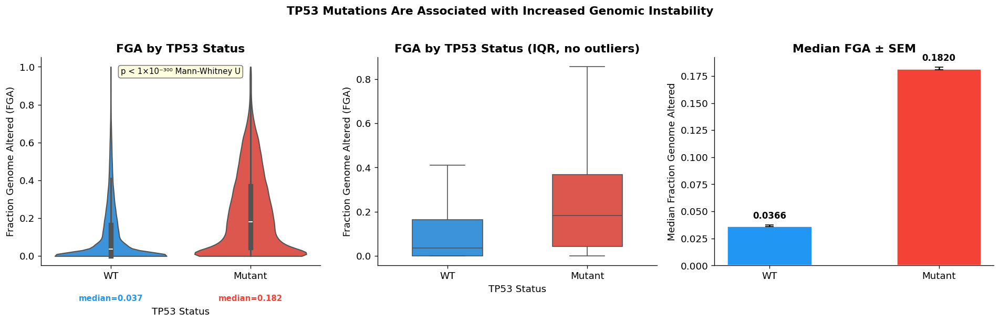 TP53 Mutations Are Associated with Increased Genomic Instability
FGA by TP53 Status
Fraction Genome Altered (FGA)
1.0
0.8
0.6
0.4
0.2
0.0
p < 1×10⁻³⁰⁰ Mann-Whitney U
WT
Mutant
median=0.037
median=0.182
TP53 Status
FGA by TP53 Status (IQR, no outliers)
Fraction Genome Altered (FGA)
0.8
0.6
0.4
0.2
0.0
WT
Mutant
TP53 Status
Median FGA ± SEM
Median Fraction Genome Altered
0.175
0.150
0.125
0.100
0.075
0.050
0.025
0.000
0.0366
0.1820
WT
Mutant